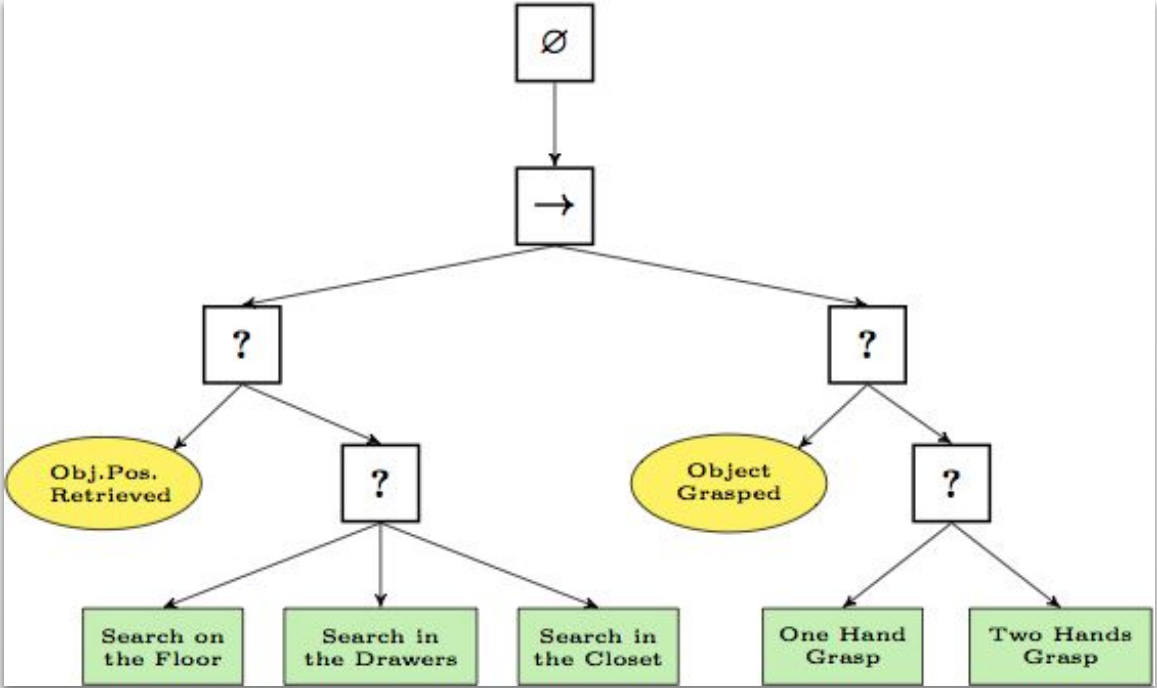 ∅
→
?
?
Obj.Pos.
Retrieved
?
Object
Grasped
?
Search on
the Floor
Search in
the Drawers
Search in
the Closet
One Hand
Grasp
Two Hands
Grasp